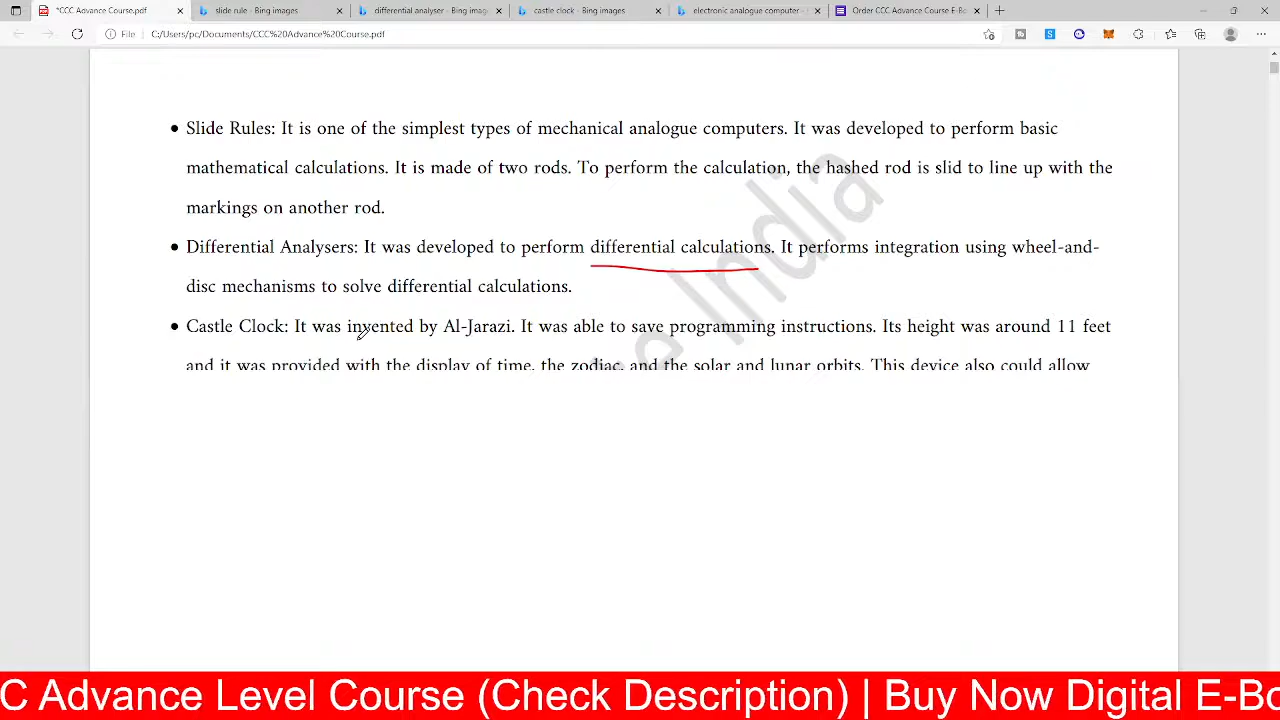 *CCC Advance Course.pdf
slide rule - Bing images
differential analyser - Bing imag
castle clock - Bing images
electronic analogue computer -
Order CCC Advance Course E-Bo
File
C:/Users/pc/Documents/CCC%20Advance%20Course.pdf
• Slide Rules: It is one of the simplest types of mechanical analogue computers. It was developed to perform basic
mathematical calculations. It is made of two rods. To perform the calculation, the hashed rod is slid to line up with the
markings on another rod.
• Differential Analysers: It was developed to perform differential calculations. It performs integration using wheel-and-
disc mechanisms to solve differential calculations.
• Castle Clock: It was invented by Al-Jarazi. It was able to save programming instructions. Its height was around 11 feet
and it was provided with the display of time, the zodiac, and the solar and lunar orbits. This device also could allow
India
C Advance Level Course (Check Description) | Buy Now Digital E-Bo